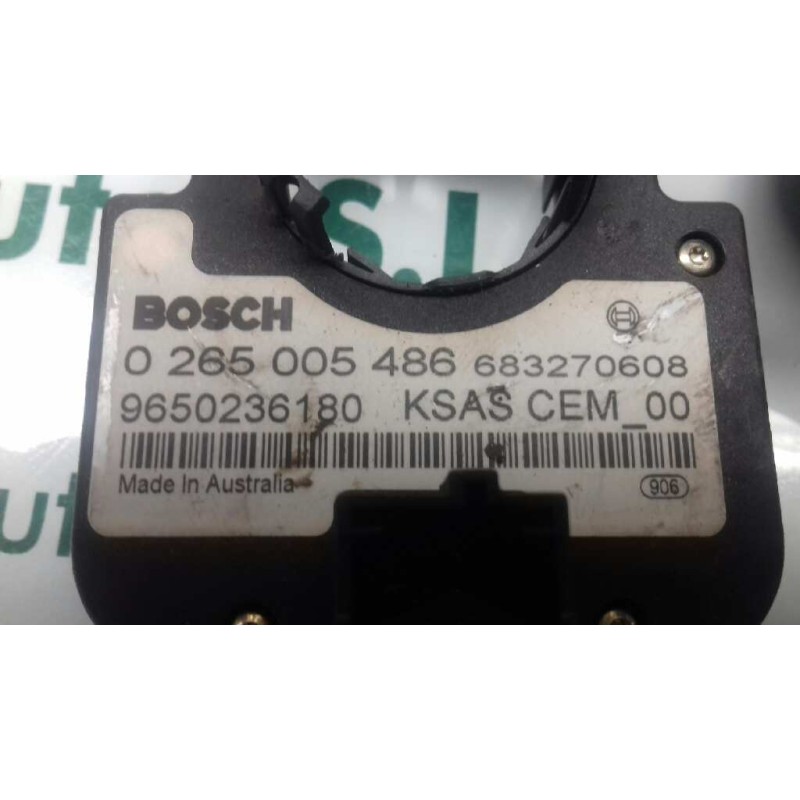 BOSCH
0 265 005 486 683270608
9650236180 KSAS CEM_00
Made In Australia
906